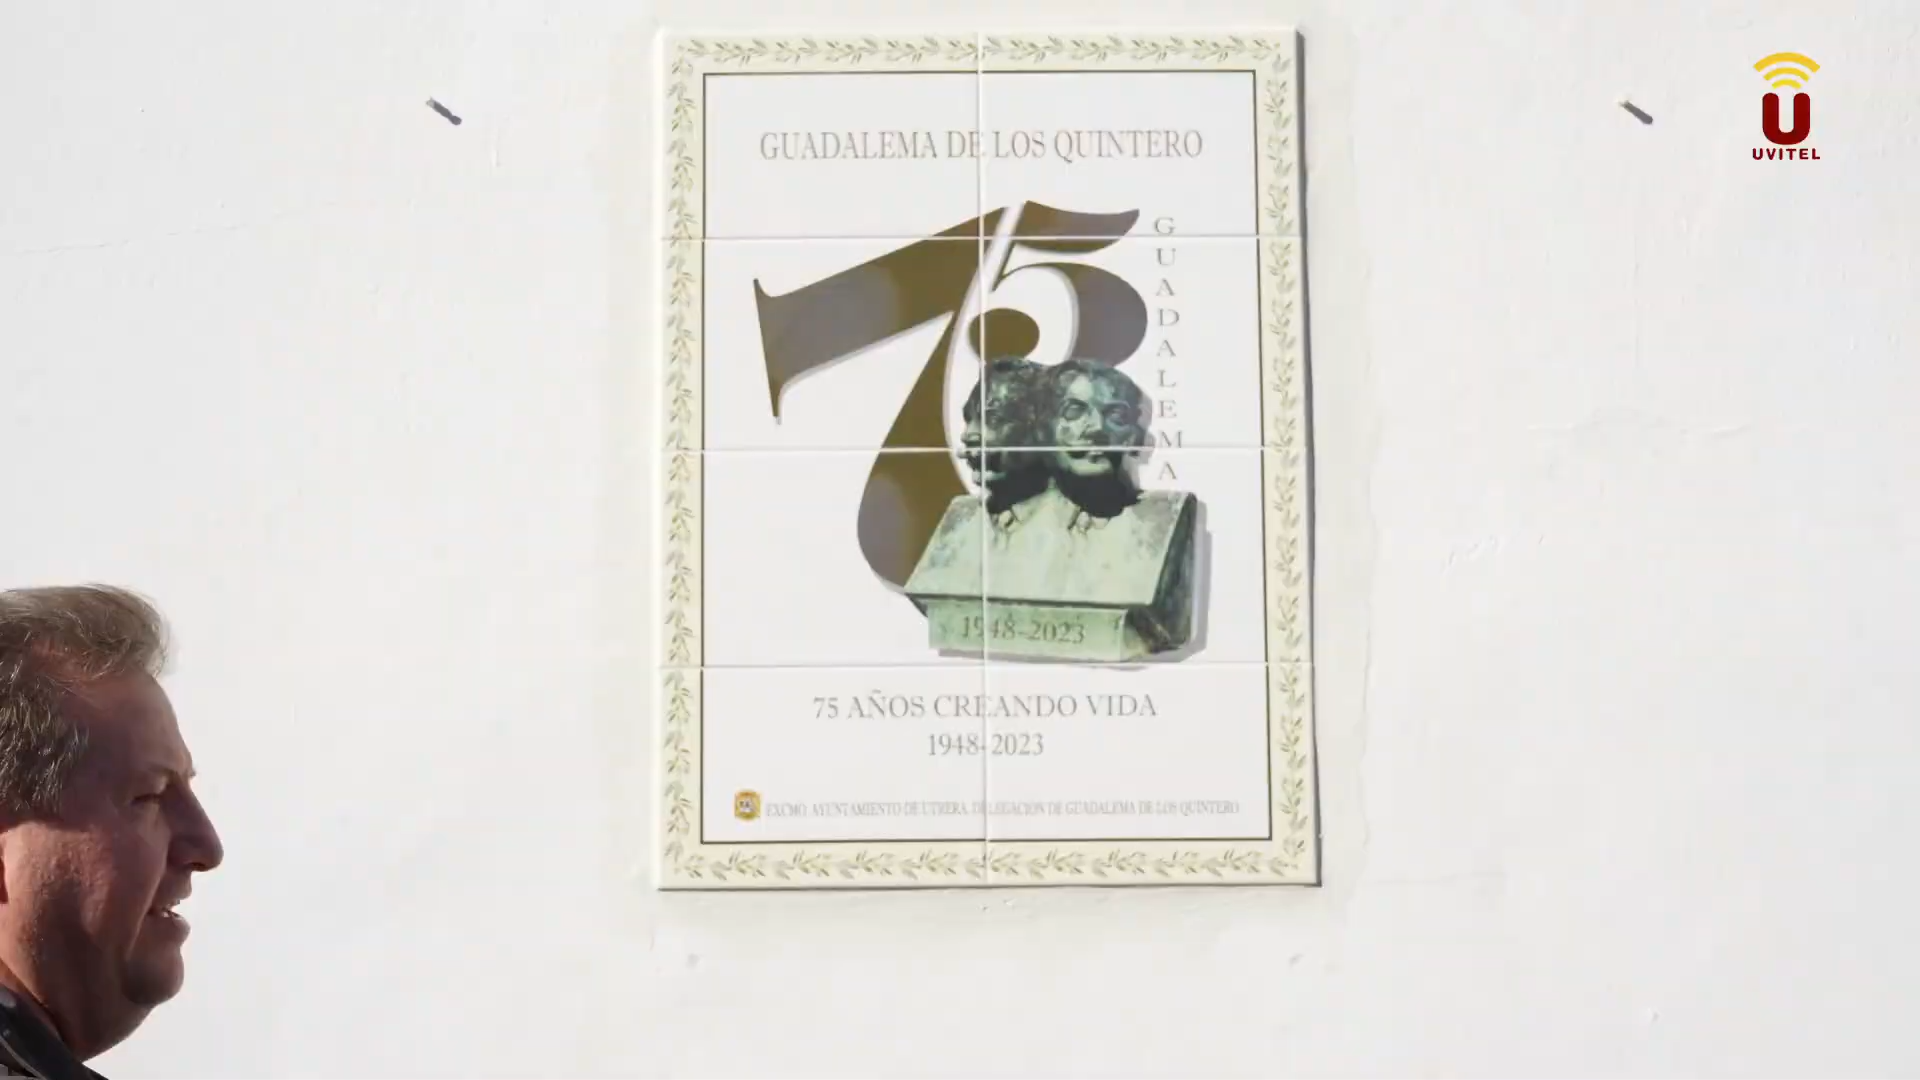 GUADALEMA DE LOS QUINTERO
75
GUADALEMA
1948-2023
75 AÑOS CREANDO VIDA
1948-2023
EXCMO. AYUNTAMIENTO DE UTRERA. DELEGACION DE GUADALEMA DE LOS QUINTERO
U
UVITEL